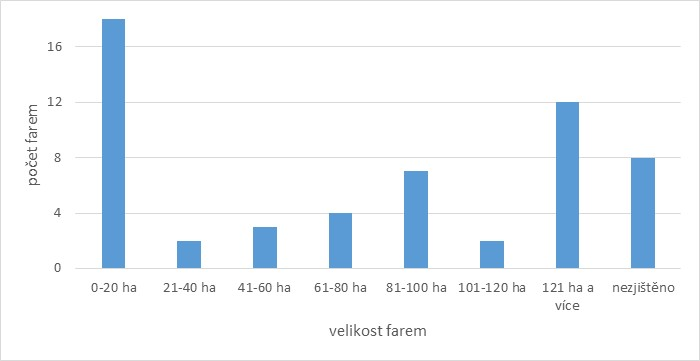 16
12
8
4
0
počet farem
0-20 ha
21-40 ha
41-60 ha
61-80 ha
81-100 ha
101-120 ha
121 ha a
více
nezjištěno
velikost farem